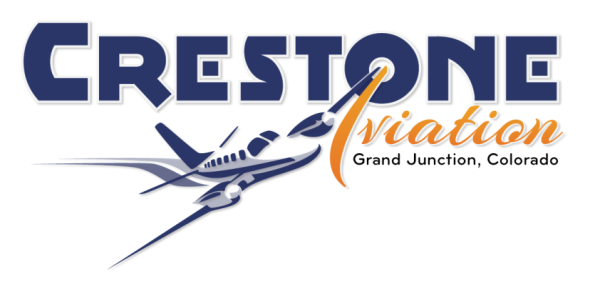 CRESTONE
Aviation
Grand Junction, Colorado